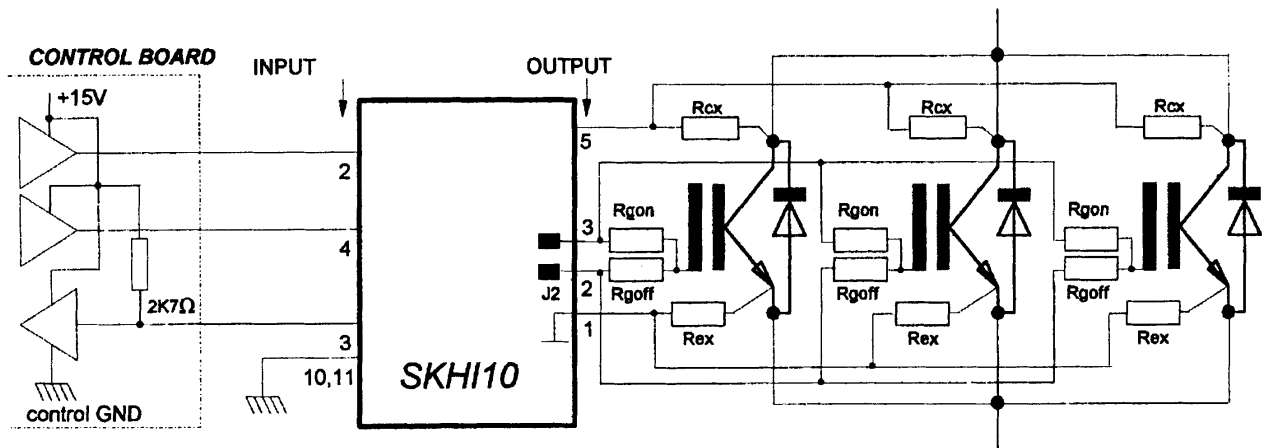 CONTROL BOARD
INPUT
OUTPUT
+15V
2
4
2K7Ω
3
10,11
control GND
SKHI10
5
3
J2
2
1
Rcx
Rcx
Rcx
Rgon
Rgon
Rgon
Rgoff
Rgoff
Rgoff
Rex
Rex
Rex